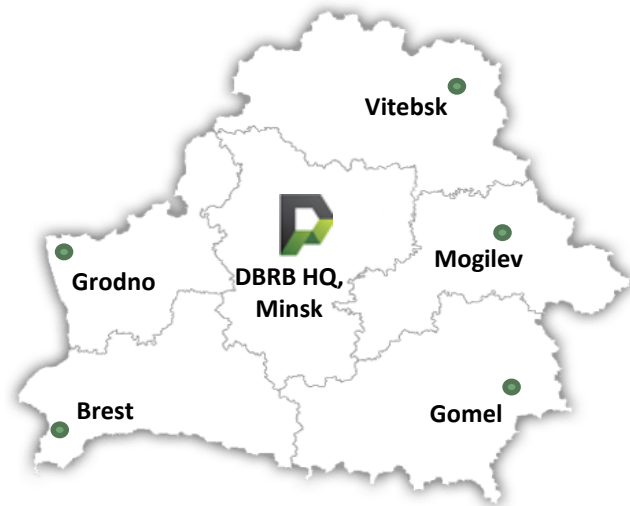 Vitebsk
Mogilev
Grodno
DBRB HQ,
Minsk
Brest
Gomel